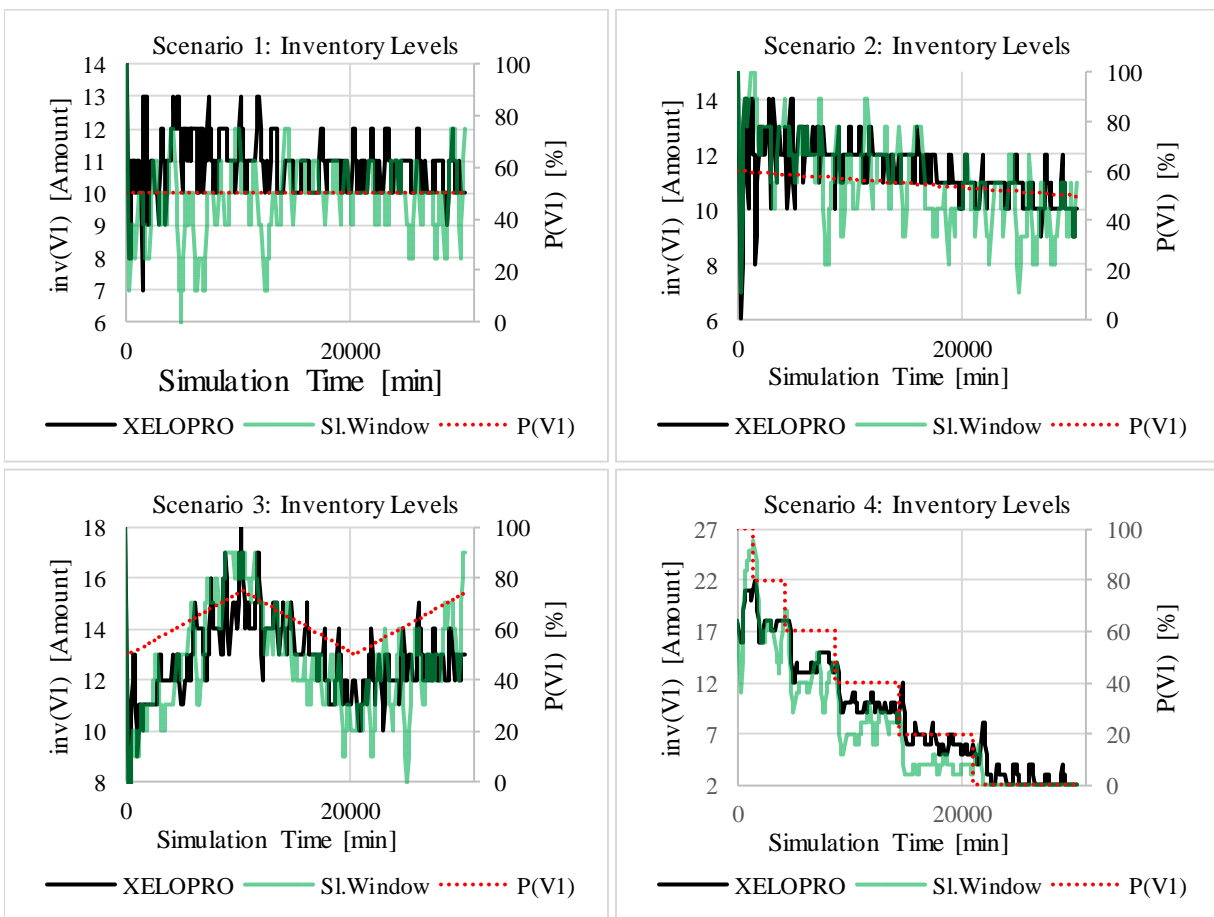 Scenario 1: Inventory Levels
inv(V1) [Amount]
14
13
12
11
10
9
8
7
6
P(V1) [%]
100
80
60
40
20
0
0 20000
Simulation Time [min]
XELOPRO Sl.Window P(V1)
Scenario 2: Inventory Levels
inv(V1) [Amount]
14
12
10
8
6
P(V1) [%]
100
80
60
40
20
0
0 20000
Simulation Time [min]
XELOPRO Sl.Window P(V1)
Scenario 3: Inventory Levels
inv(V1) [Amount]
18
16
14
12
10
8
P(V1) [%]
100
80
60
40
20
0
0 20000
Simulation Time [min]
XELOPRO Sl.Window P(V1)
Scenario 4: Inventory Levels
inv(V1) [Amount]
27
22
17
12
7
2
P(V1) [%]
100
80
60
40
20
0
0 20000
Simulation Time [min]
XELOPRO Sl.Window P(V1)